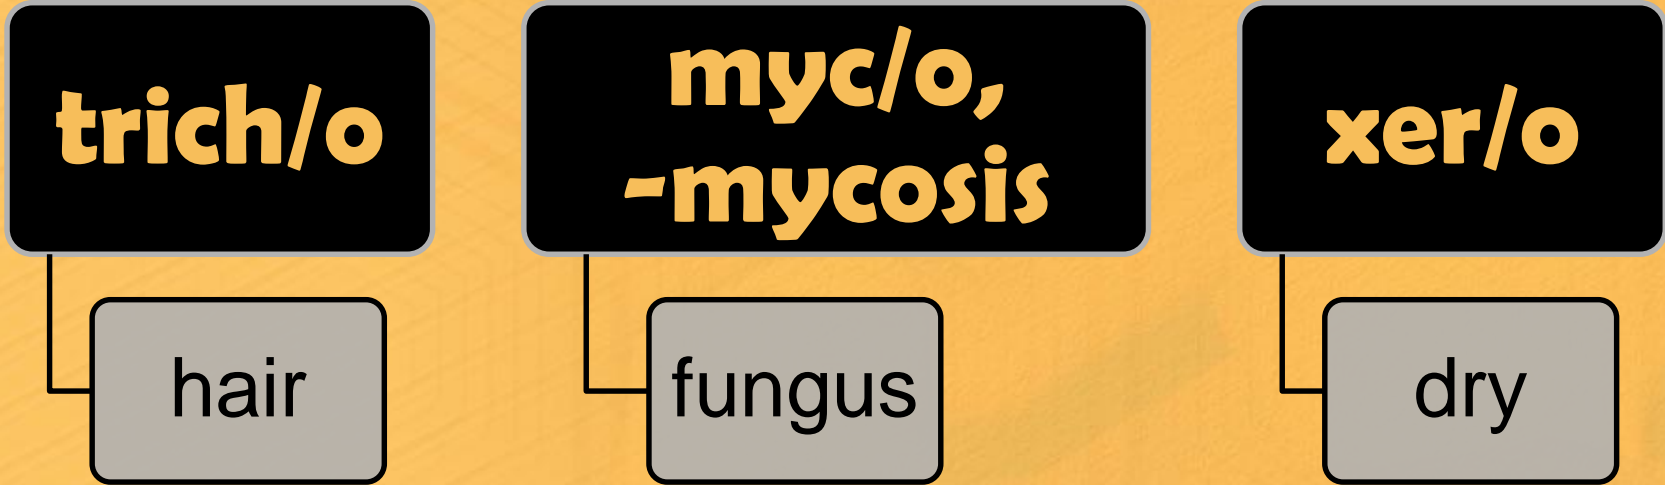 trich/o
hair
myc/o,
-mycosis
fungus
xer/o
dry